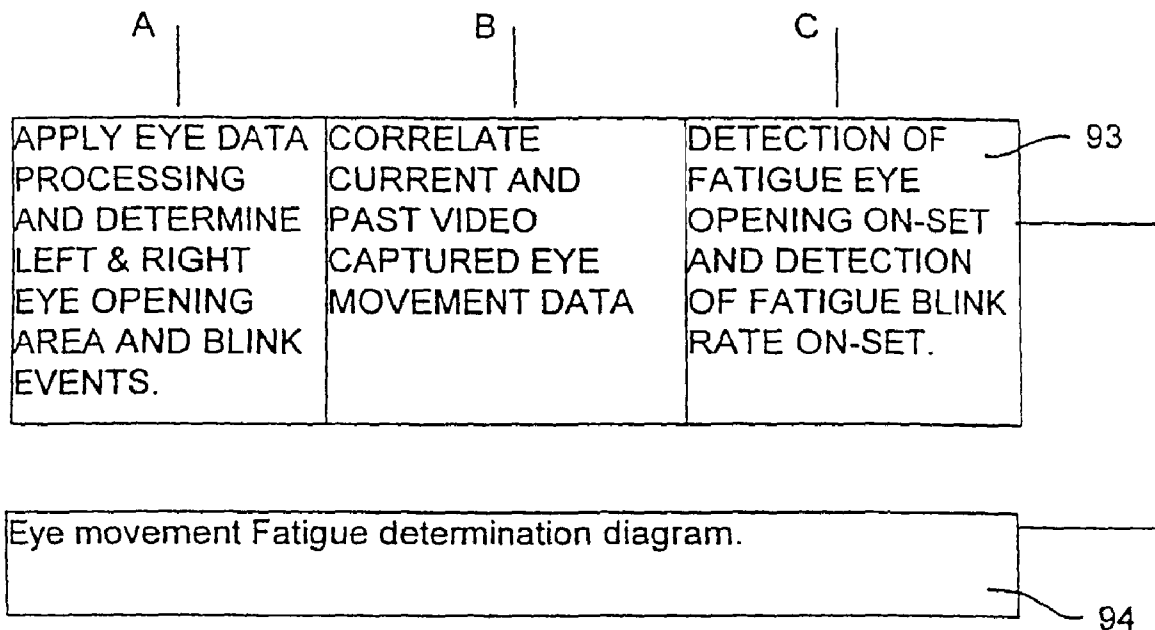 A B C
APPLY EYE DATA
PROCESSING
AND DETERMINE
LEFT & RIGHT
EYE OPENING
AREA AND BLINK
EVENTS.
CORRELATE
CURRENT AND
PAST VIDEO
CAPTURED EYE
MOVEMENT DATA
DETECTION OF
FATIGUE EYE
OPENING ON-SET
AND DETECTION
OF FATIGUE BLINK
RATE ON-SET.
93
Eye movement Fatigue determination diagram.
94